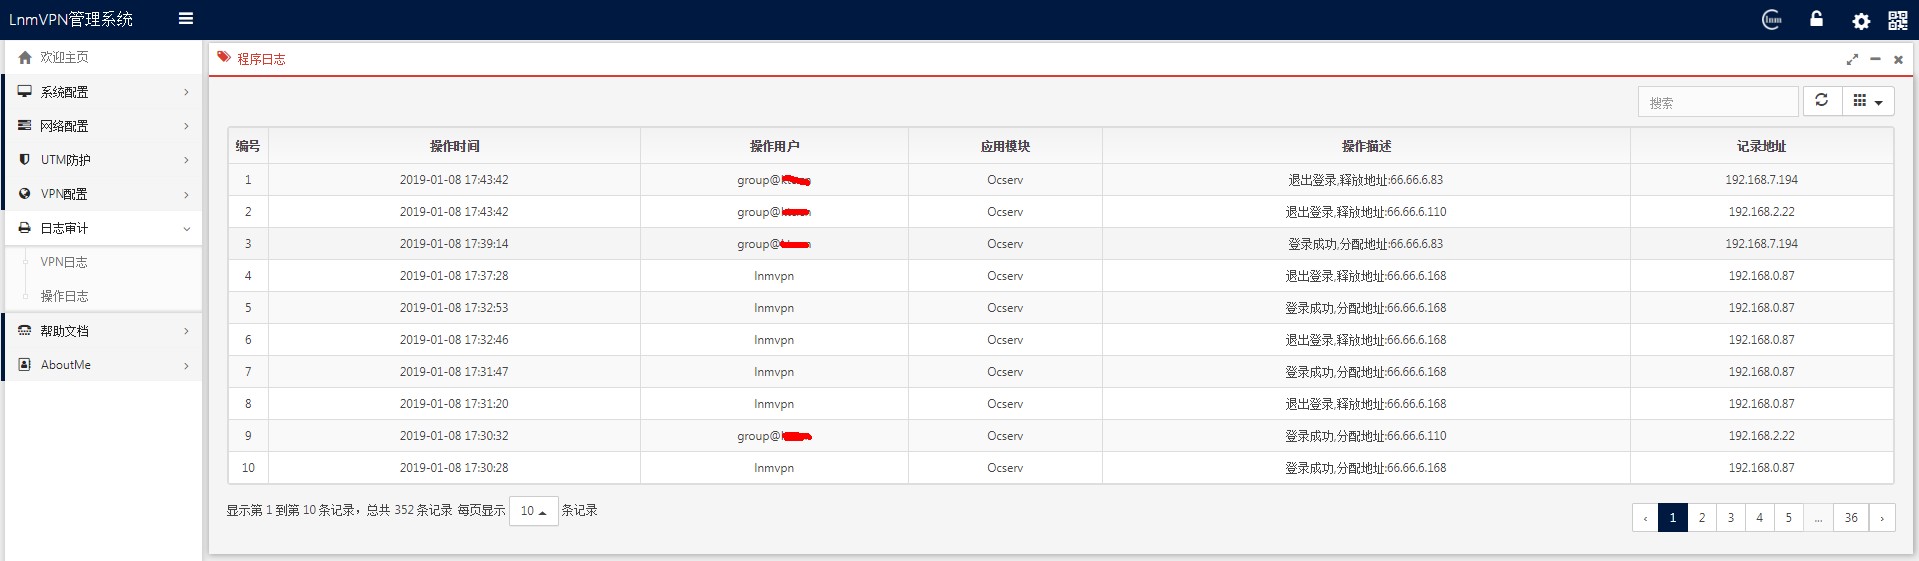 LnmVPN管理系统
lnm
欢迎主页
系统配置
网络配置
UTM防护
VPN配置
日志审计
VPN日志
操作日志
帮助文档
AboutMe
程序日志
搜索
编号 操作时间 操作用户 应用模块 操作描述 记录地址
1 2019-01-08 17:43:42 group@ Ocserv 退出登录,释放地址:66.66.6.83 192.168.7.194
2 2019-01-08 17:43:42 group@ Ocserv 退出登录,释放地址:66.66.6.110 192.168.2.22
3 2019-01-08 17:39:14 group@ Ocserv 登录成功,分配地址:66.66.6.83 192.168.7.194
4 2019-01-08 17:37:28 lnmvpn Ocserv 退出登录,释放地址:66.66.6.168 192.168.0.87
5 2019-01-08 17:32:53 lnmvpn Ocserv 登录成功,分配地址:66.66.6.168 192.168.0.87
6 2019-01-08 17:32:46 lnmvpn Ocserv 退出登录,释放地址:66.66.6.168 192.168.0.87
7 2019-01-08 17:31:47 lnmvpn Ocserv 登录成功,分配地址:66.66.6.168 192.168.0.87
8 2019-01-08 17:31:20 lnmvpn Ocserv 退出登录,释放地址:66.66.6.168 192.168.0.87
9 2019-01-08 17:30:32 group@ Ocserv 登录成功,分配地址:66.66.6.110 192.168.2.22
10 2019-01-08 17:30:28 lnmvpn Ocserv 登录成功,分配地址:66.66.6.168 192.168.0.87
显示第 1 到第 10 条记录，总共 352 条记录 每页显示 10 条记录
‹ 1 2 3 4 5 ... 36 ›